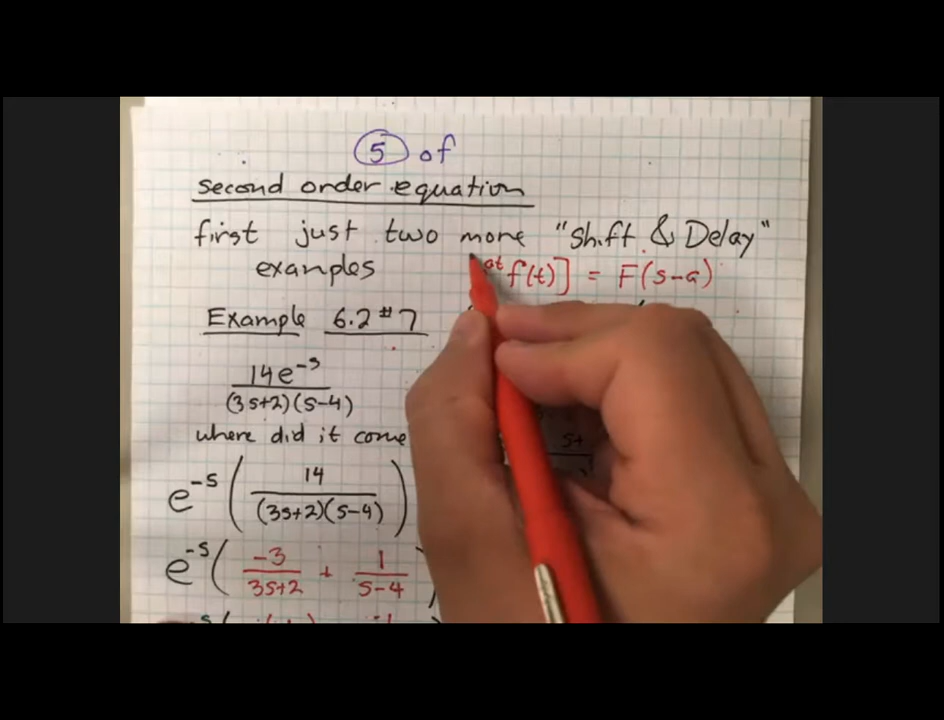 5 of
second order equation
first just two more "Shift & Delay"
examples
at f(t)] = F(s-a)
Example 6.2 #7
14e^-s
(3s+2)(s-4)
where did it come
e^-s ( 14
(3s+2)(s-4) )
e^-s ( -3 + 1
3s+2 s-4 )